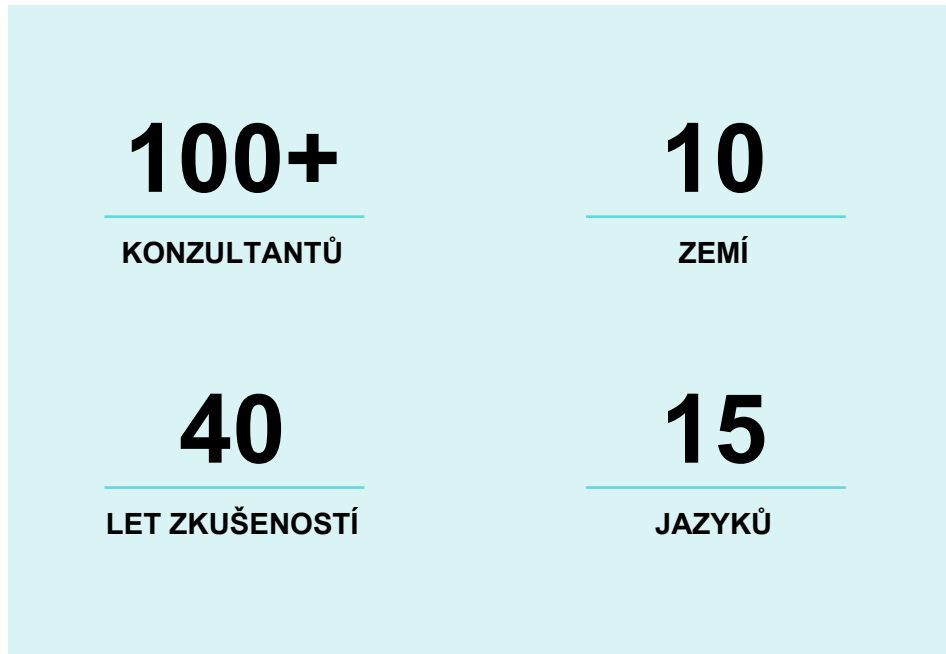 100+
KONZULTANTŮ
10
ZEMÍ
40
LET ZKUŠENOSTÍ
15
JAZYKŮ